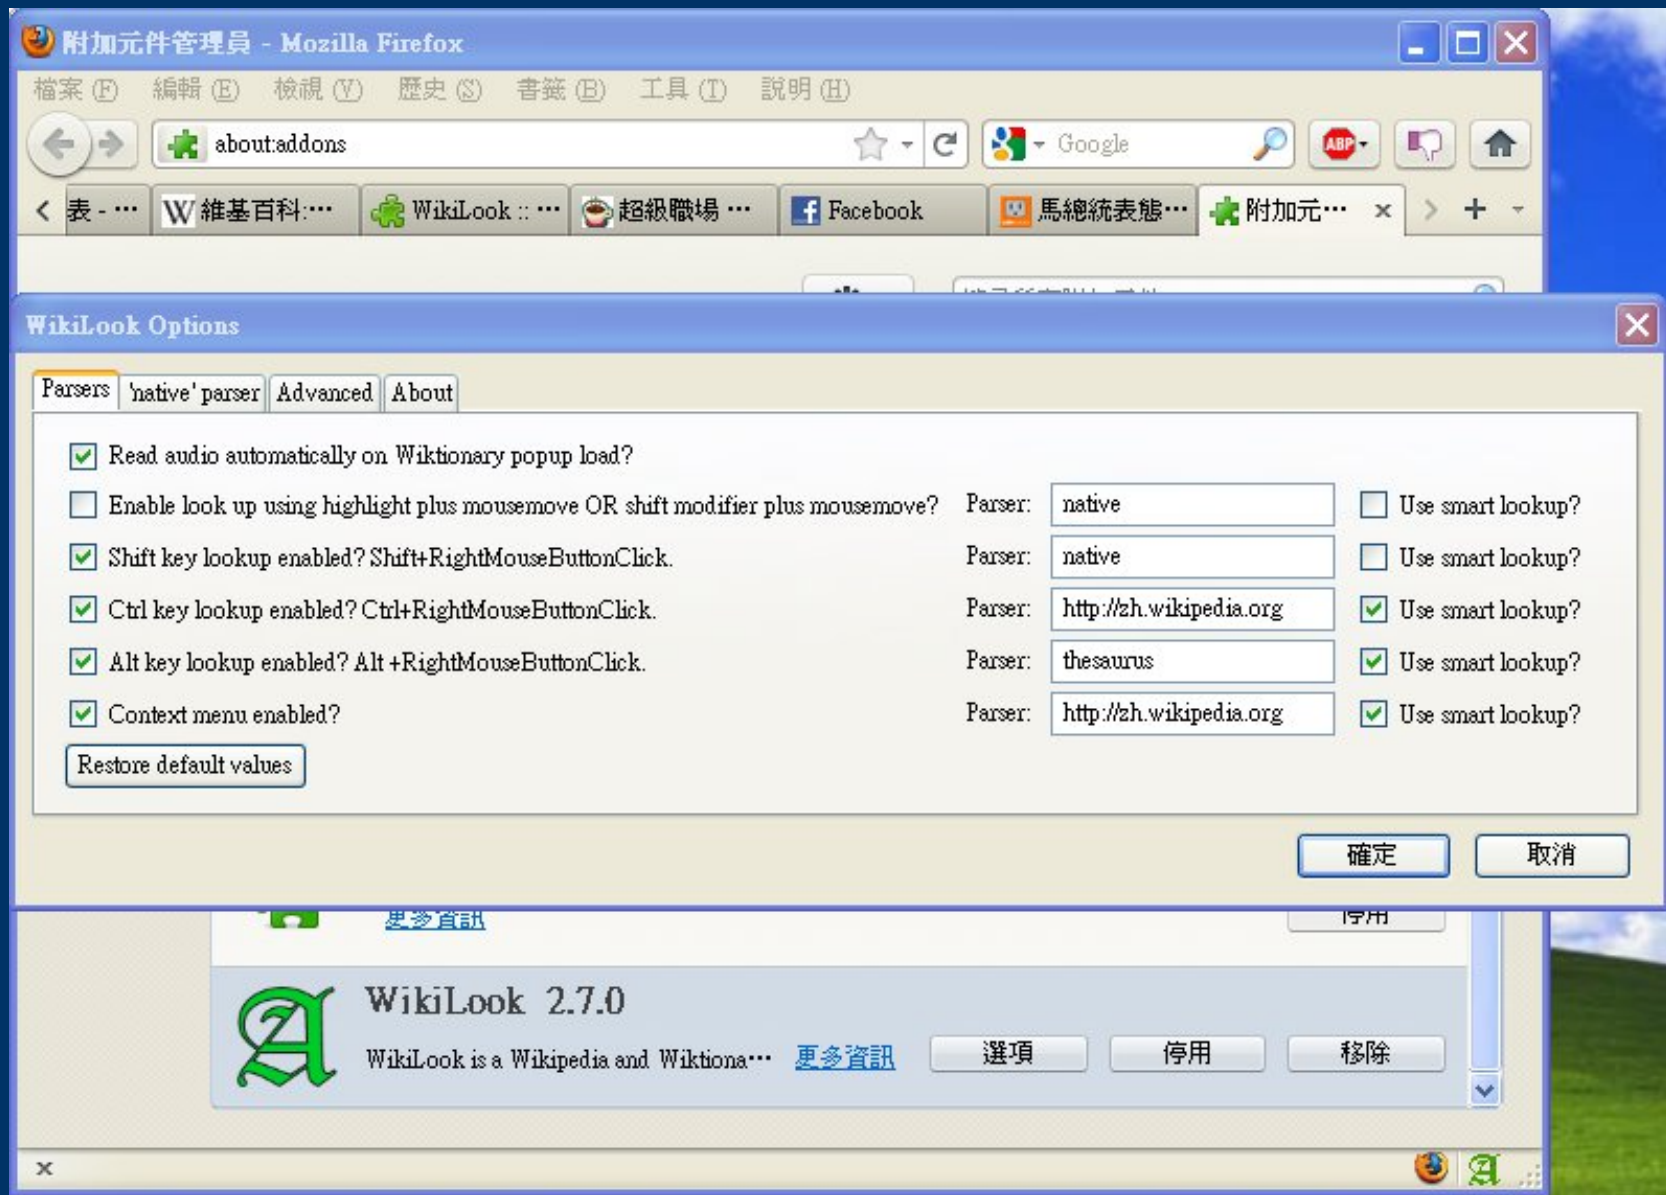 附加元件管理員 - Mozilla Firefox
檔案 (F) 編輯 (E) 檢視 (V) 歷史 (S) 書籤 (B) 工具 (T) 說明 (H)
about:addons Google ABP
表 - … W 維基百科:… WikiLook :: … 超級職場 … f Facebook 馬總統表態… 附加元…
WikiLook Options
Parsers 'native' parser Advanced About
Read audio automatically on Wiktionary popup load?
Enable look up using highlight plus mousemove OR shift modifier plus mousemove? Parser: native Use smart lookup?
Shift key lookup enabled? Shift+RightMouseButtonClick. Parser: native Use smart lookup?
Ctrl key lookup enabled? Ctrl+RightMouseButtonClick. Parser: http://zh.wikipedia.org Use smart lookup?
Alt key lookup enabled? Alt +RightMouseButtonClick. Parser: thesaurus Use smart lookup?
Context menu enabled? Parser: http://zh.wikipedia.org Use smart lookup?
Restore default values
確定 取消
更多資訊 停用
WikiLook 2.7.0
WikiLook is a Wikipedia and Wiktiona… 更多資訊 選項 停用 移除